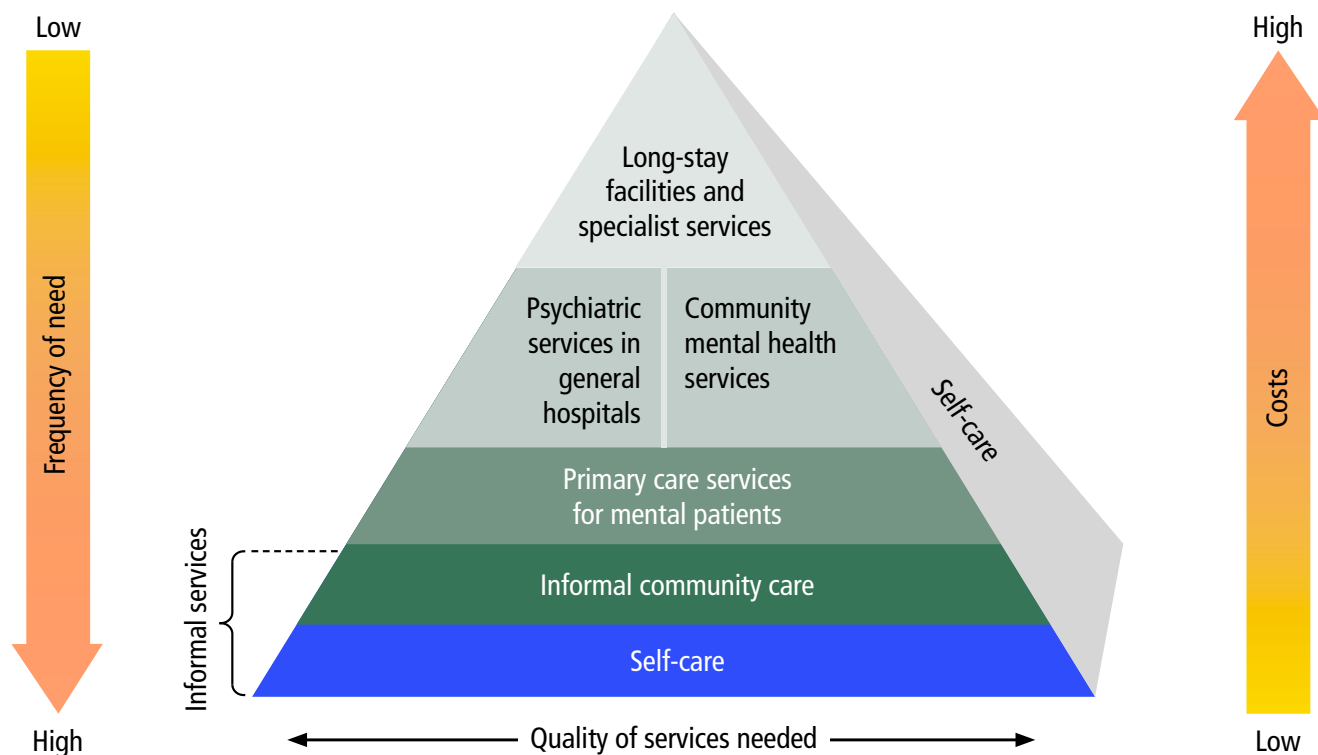 Low
High
Long-stay
facilities and
specialist services
Frequency of need
Psychiatric
services in
general
hospitals
Community
mental health
services
Self-care
Costs
Primary care services
for mental patients
Informal services
Informal community care
Self-care
High
Quality of services needed
Low